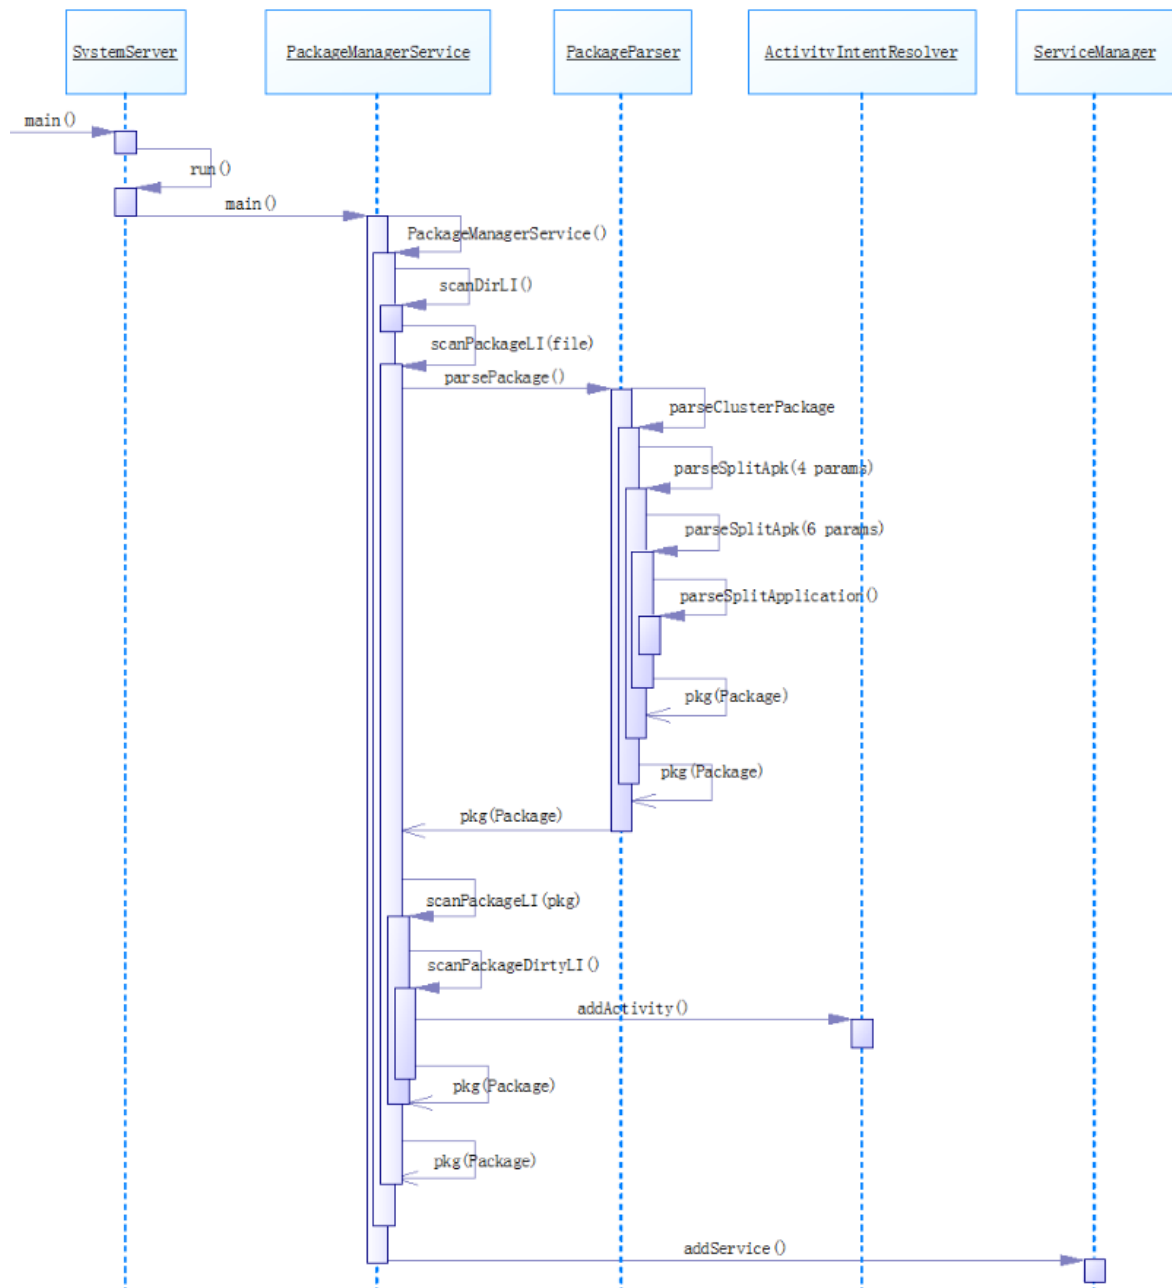 SystemServer
PackageManagerService
PackageParser
ActivityIntentResolver
ServiceManager
main()
run()
main()
PackageManagerService()
scanDirLI()
scanPackageLI(file)
parsePackage()
parseClusterPackage
parseSplitApk(4 params)
parseSplitApk(6 params)
parseSplitApplication()
pkg(Package)
pkg(Package)
pkg(Package)
scanPackageLI(pkg)
scanPackageDirtyLI()
addActivity()
pkg(Package)
pkg(Package)
addService()